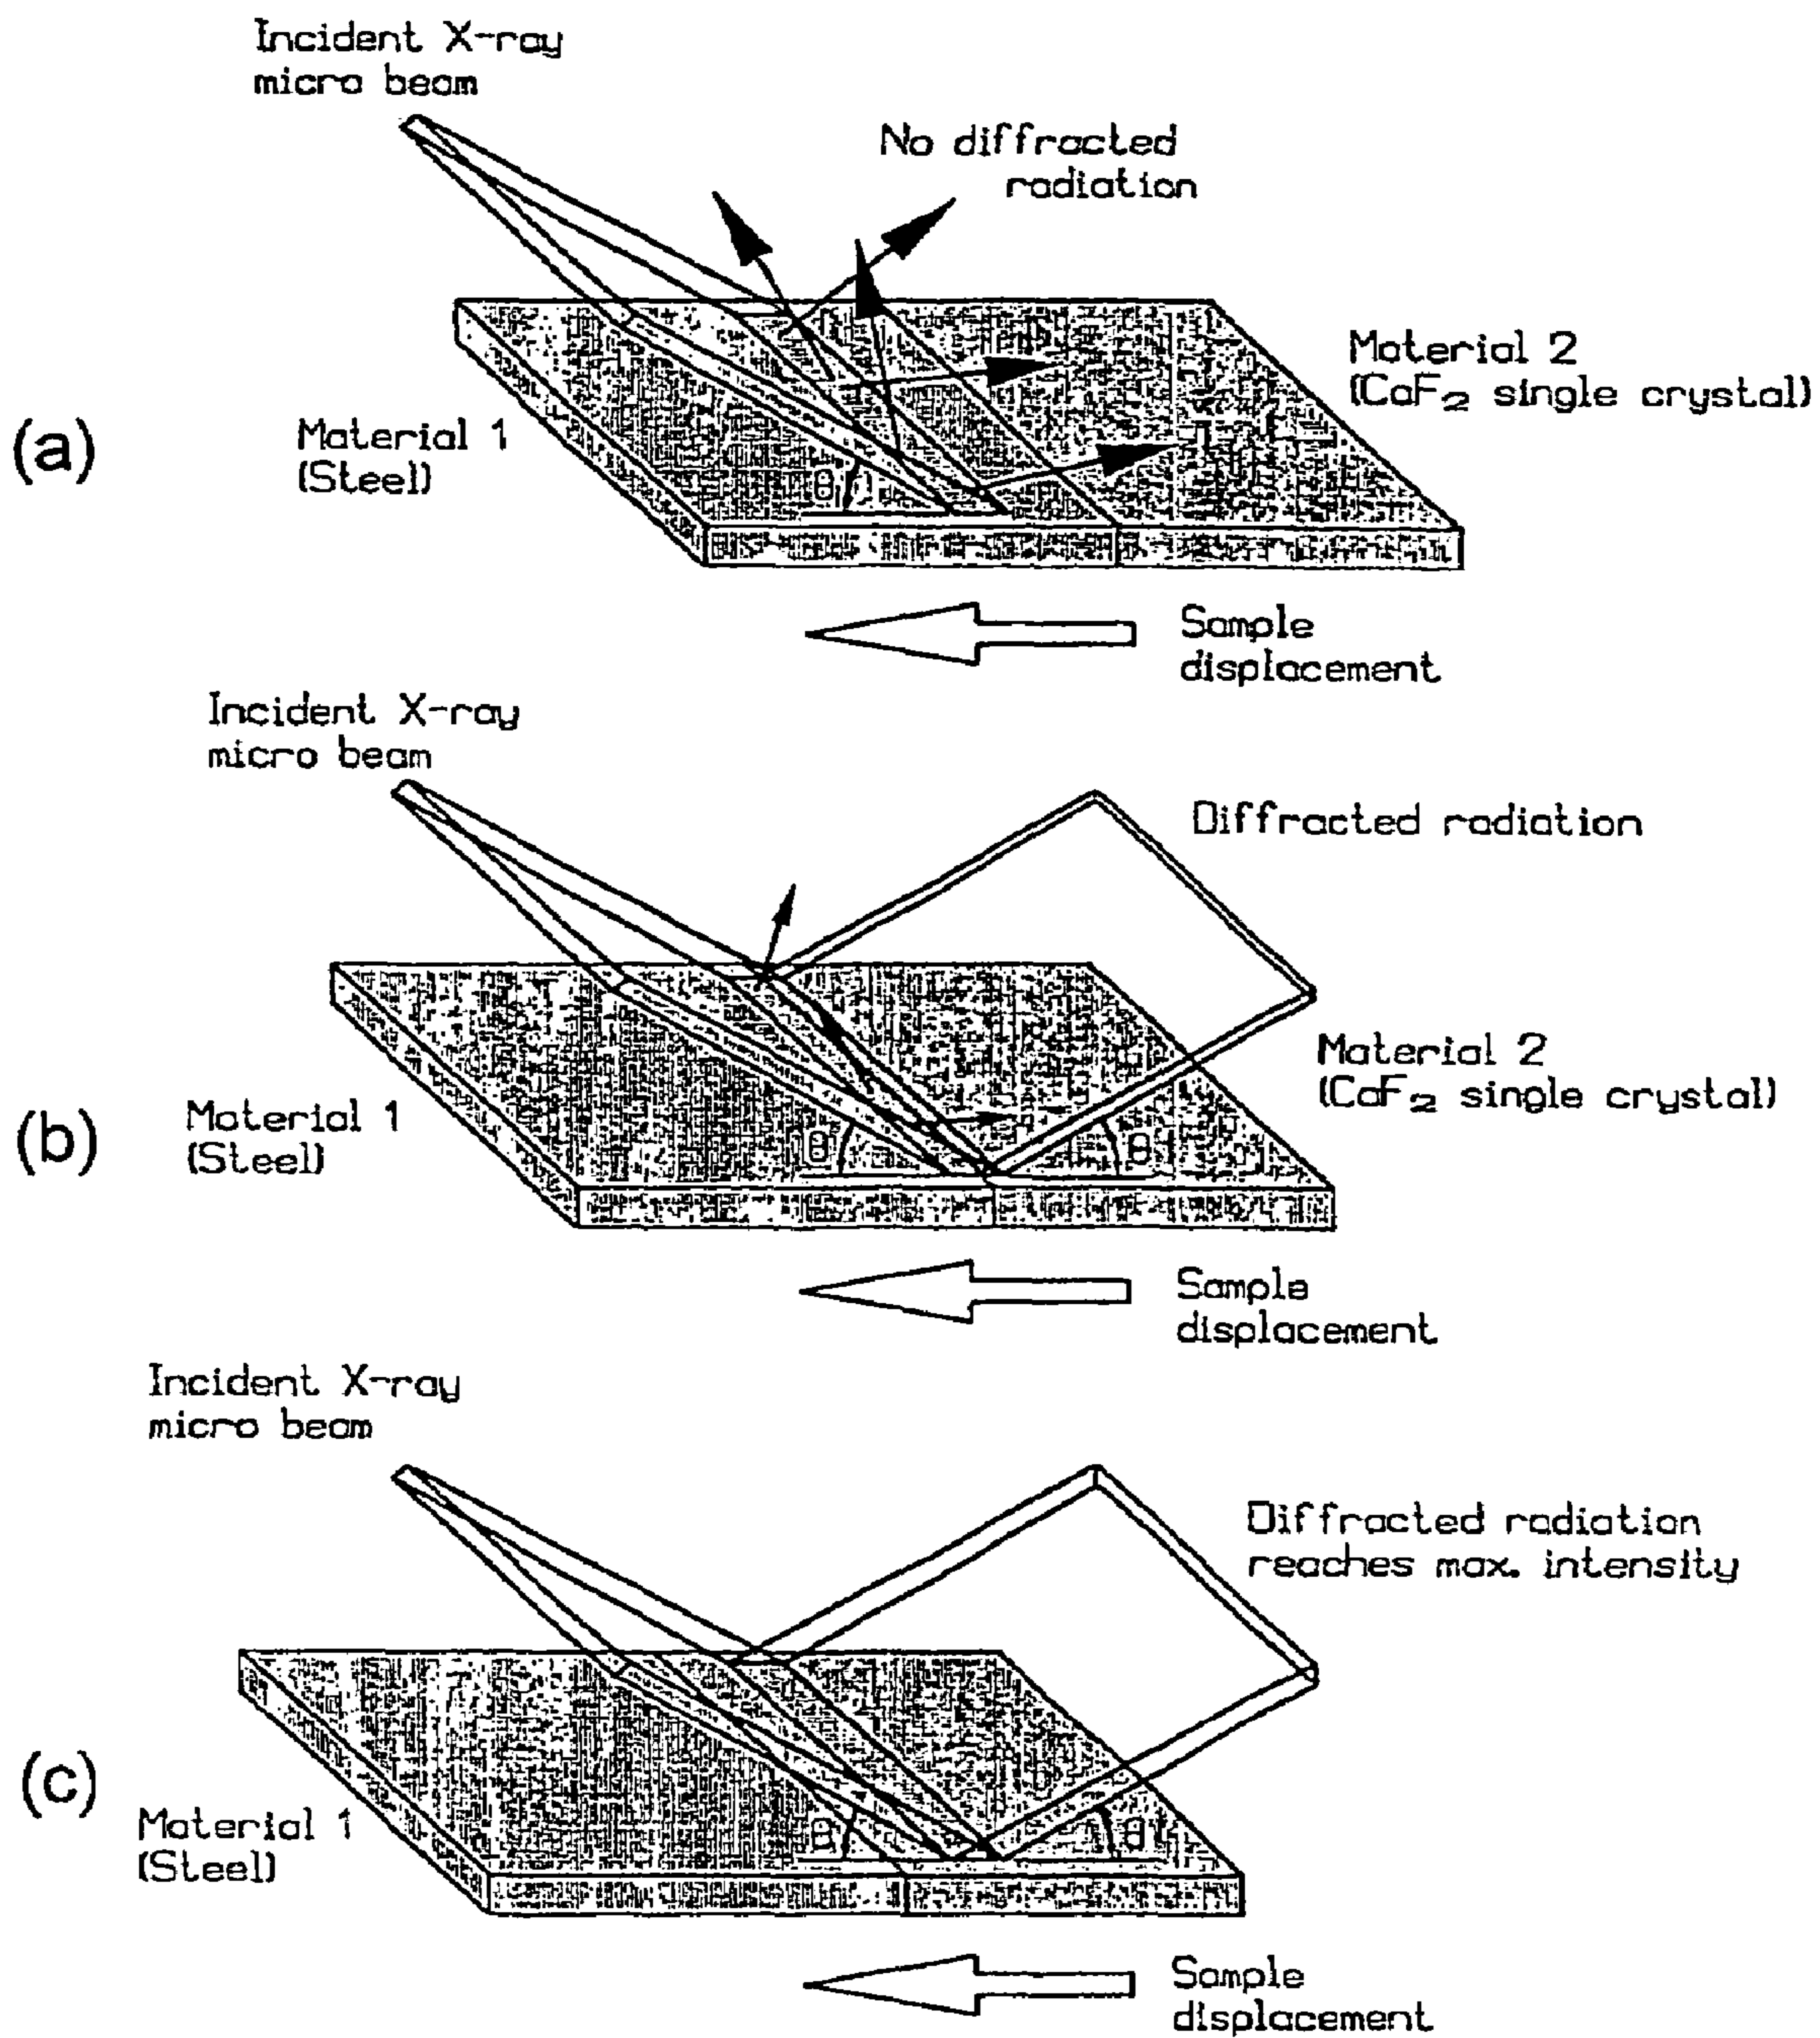 Incident X-ray
micro beam
No diffracted
radiation
Material 2
(CaF₂ single crystal)
(a)
Material 1
(Steel)
θ
Sample
displacement
Incident X-ray
micro beam
Diffracted radiation
Material 2
(CaF₂ single crystal)
(b)
Material 1
(Steel)
θ
θ
Sample
displacement
Incident X-ray
micro beam
Diffracted radiation
reaches max. intensity
(c)
Material 1
(Steel)
θ
θ
Sample
displacement